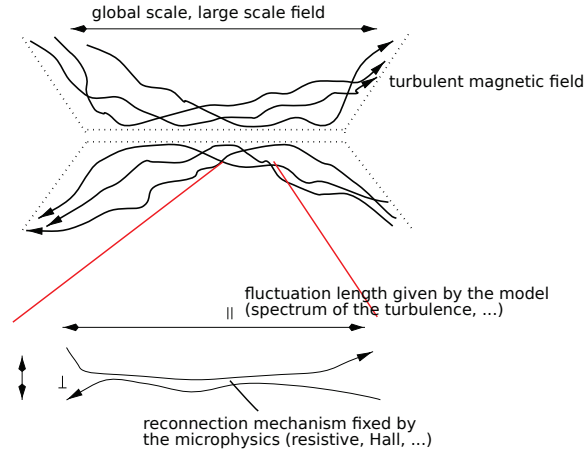 global scale, large scale field
turbulent magnetic field
fluctuation length given by the model
|| (spectrum of the turbulence, ...)
⊥
reconnection mechanism fixed by
the microphysics (resistive, Hall, ...)